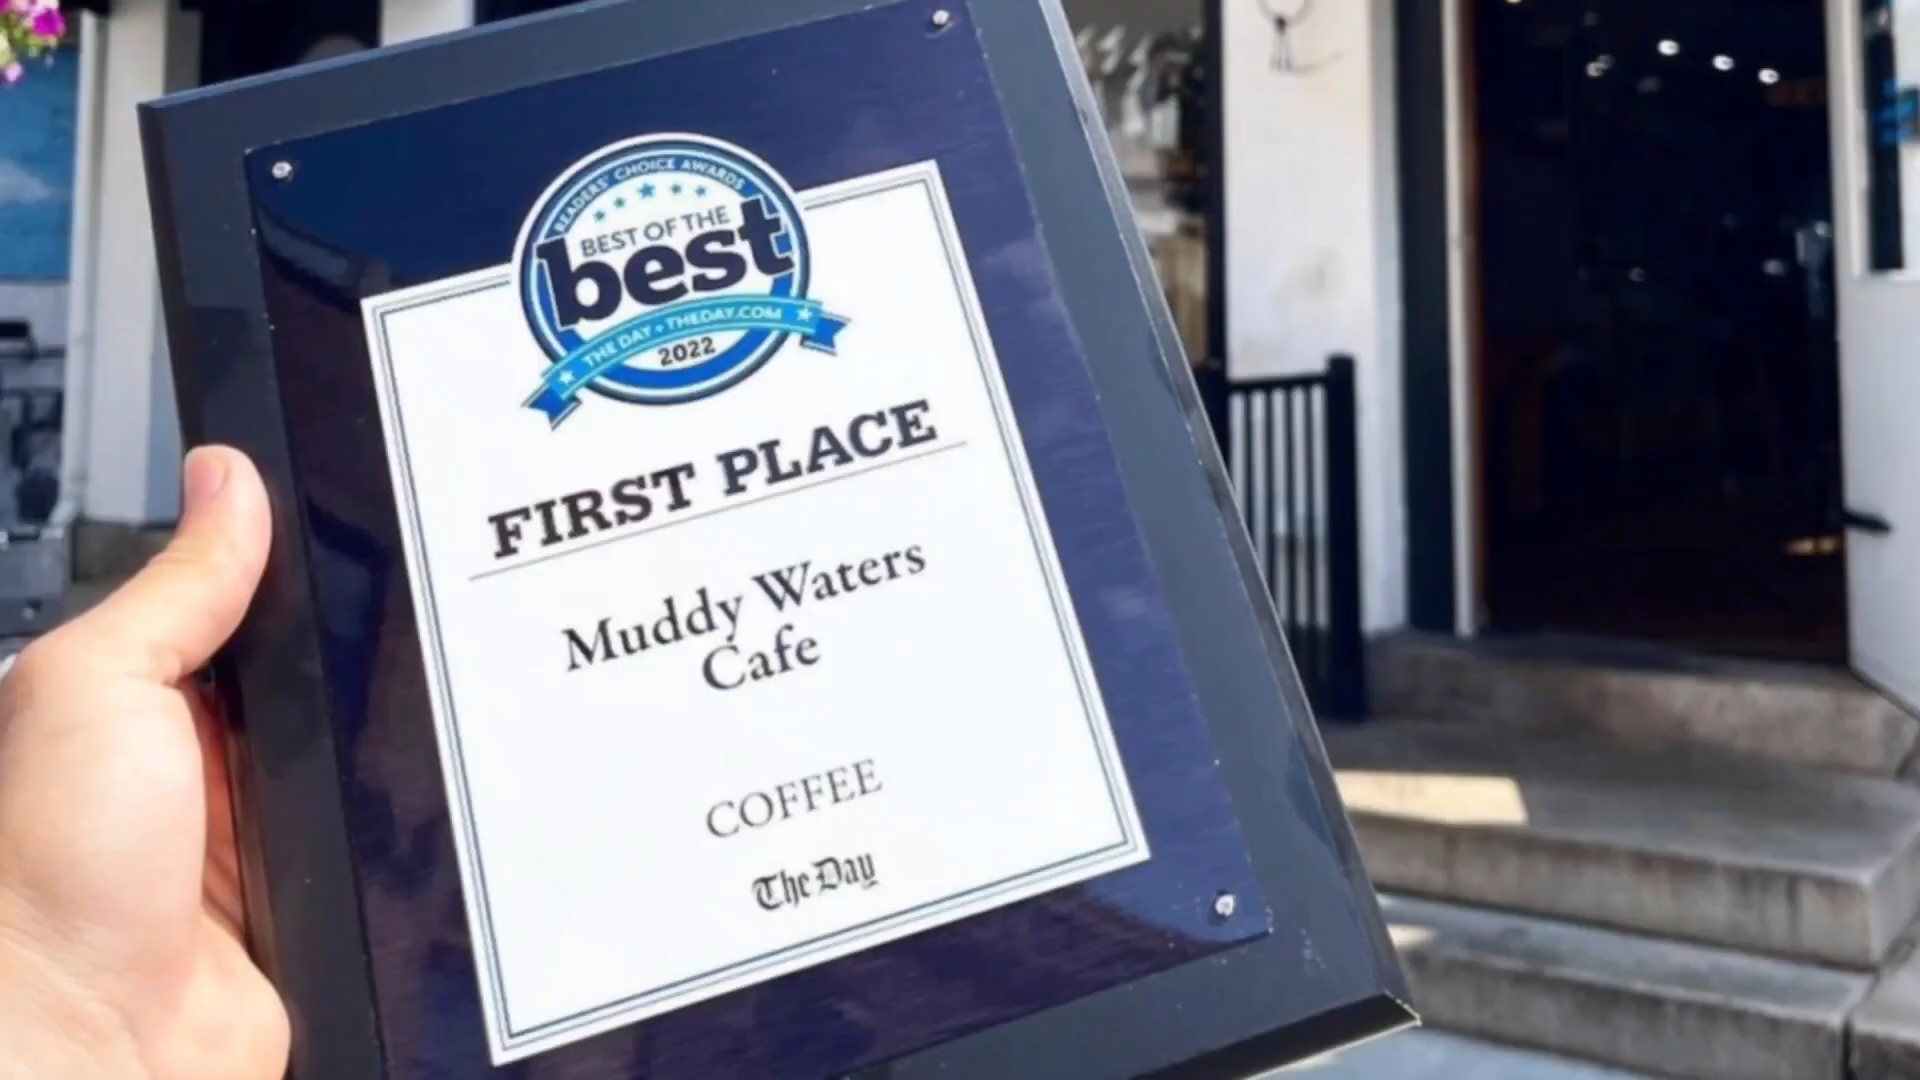 READERS' CHOICE AWARDS
BEST OF THE
best
THE DAY • THEDAY.COM
2022
FIRST PLACE
Muddy Waters
Cafe
COFFEE
The Day